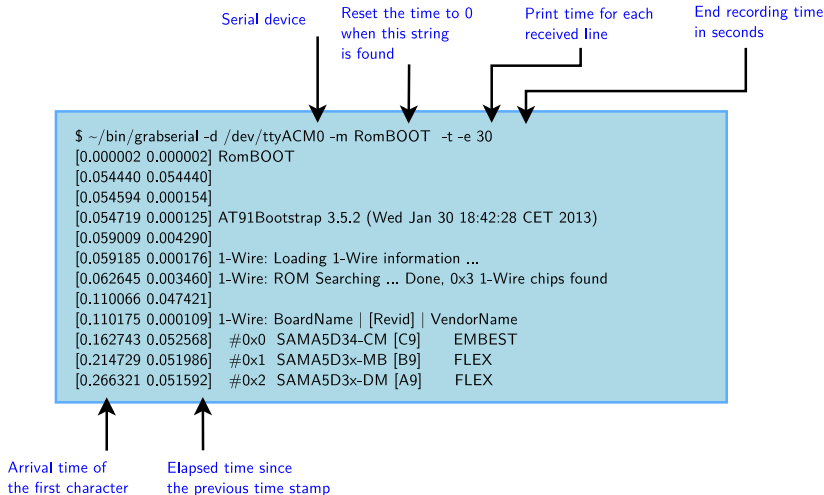 Serial device
Reset the time to 0
when this string
is found
Print time for each
received line
End recording time
in seconds
$ ~/bin/grabserial -d /dev/ttyACM0 -m RomBOOT -t -e 30
[0.000002 0.000002] RomBOOT
[0.054440 0.054440]
[0.054594 0.000154]
[0.054719 0.000125] AT91Bootstrap 3.5.2 (Wed Jan 30 18:42:28 CET 2013)
[0.059009 0.004290]
[0.059185 0.000176] 1-Wire: Loading 1-Wire information ...
[0.062645 0.003460] 1-Wire: ROM Searching ... Done, 0x3 1-Wire chips found
[0.110066 0.047421]
[0.110175 0.000109] 1-Wire: BoardName | [Revid] | VendorName
[0.162743 0.052568] #0x0 SAMA5D34-CM [C9] EMBEST
[0.214729 0.051986] #0x1 SAMA5D3x-MB [B9] FLEX
[0.266321 0.051592] #0x2 SAMA5D3x-DM [A9] FLEX
Arrival time of
the first character
Elapsed time since
the previous time stamp